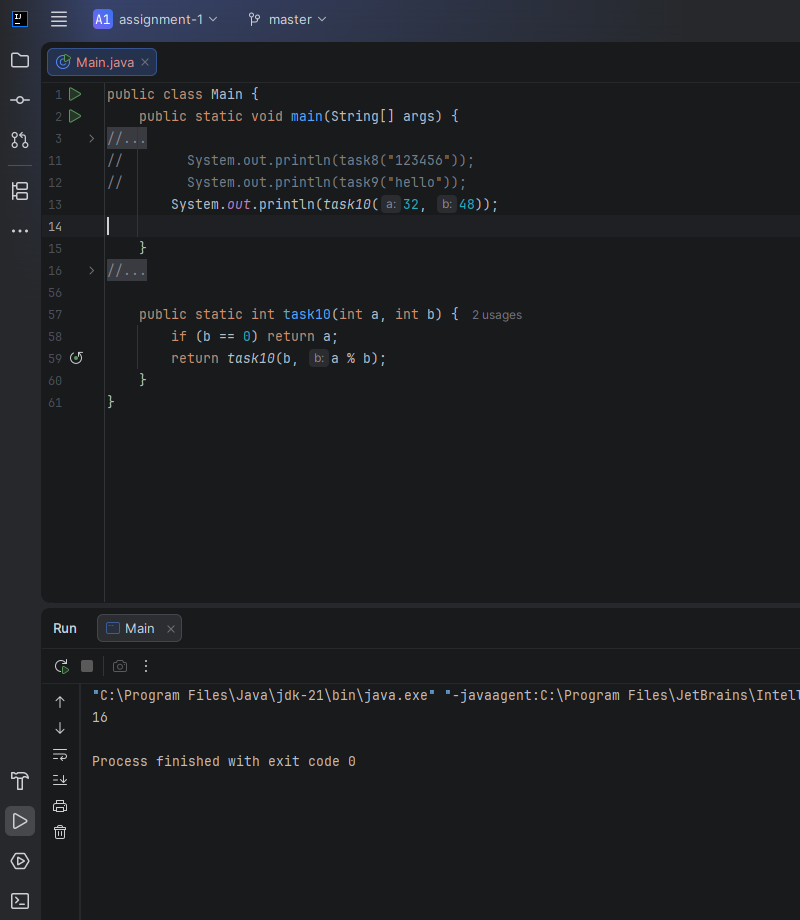 IJ
A1 assignment-1 master
Main.java
1 public class Main {
2 public static void main(String[] args) {
3 //...
11 // System.out.println(task8("123456"));
12 // System.out.println(task9("hello"));
13 System.out.println(task10( a: 32, b: 48));
14
15 }
16 //...
56
57 public static int task10(int a, int b) { 2 usages
58 if (b == 0) return a;
59 return task10(b, b: a % b);
60 }
61 }
Run Main
"C:\Program Files\Java\jdk-21\bin\java.exe" "-javaagent:C:\Program Files\JetBrains\Intell
16
Process finished with exit code 0